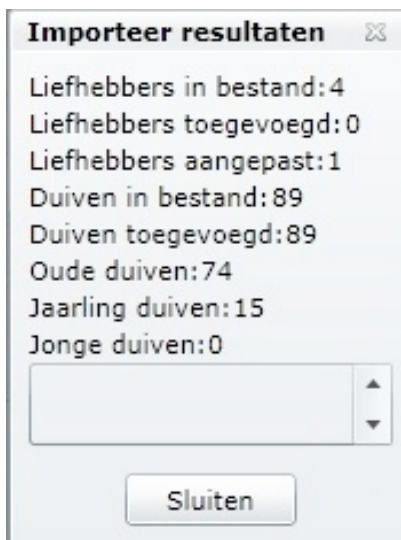 Importeer resultaten
Liefhebbers in bestand:4
Liefhebbers toegevoegd:0
Liefhebbers aangepast:1
Duiven in bestand:89
Duiven toegevoegd:89
Oude duiven:74
Jaarling duiven:15
Jonge duiven:0
Sluiten